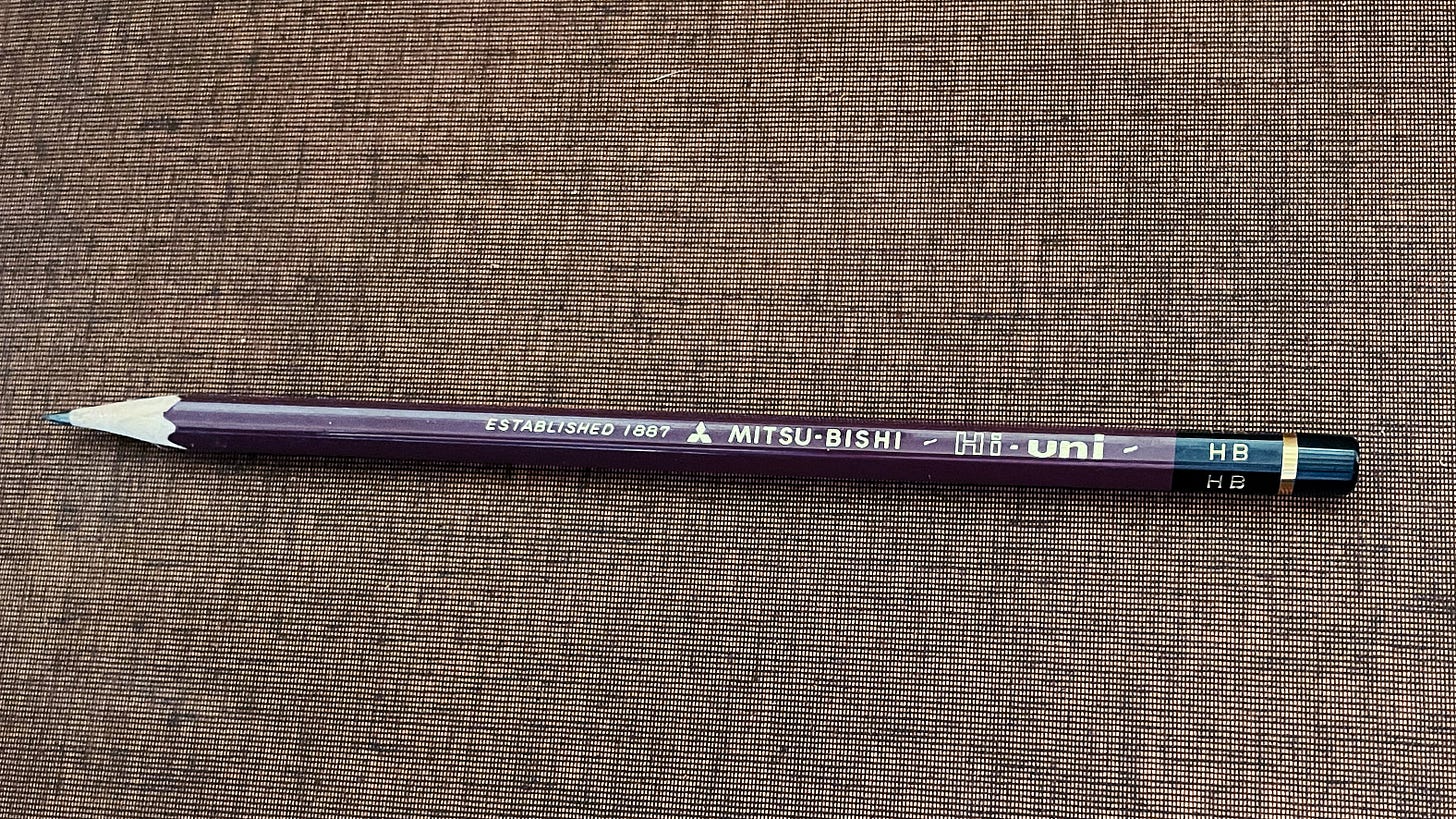 ESTABLISHED 1887 MITSU-BISHI - Hi-uni - HB
HB